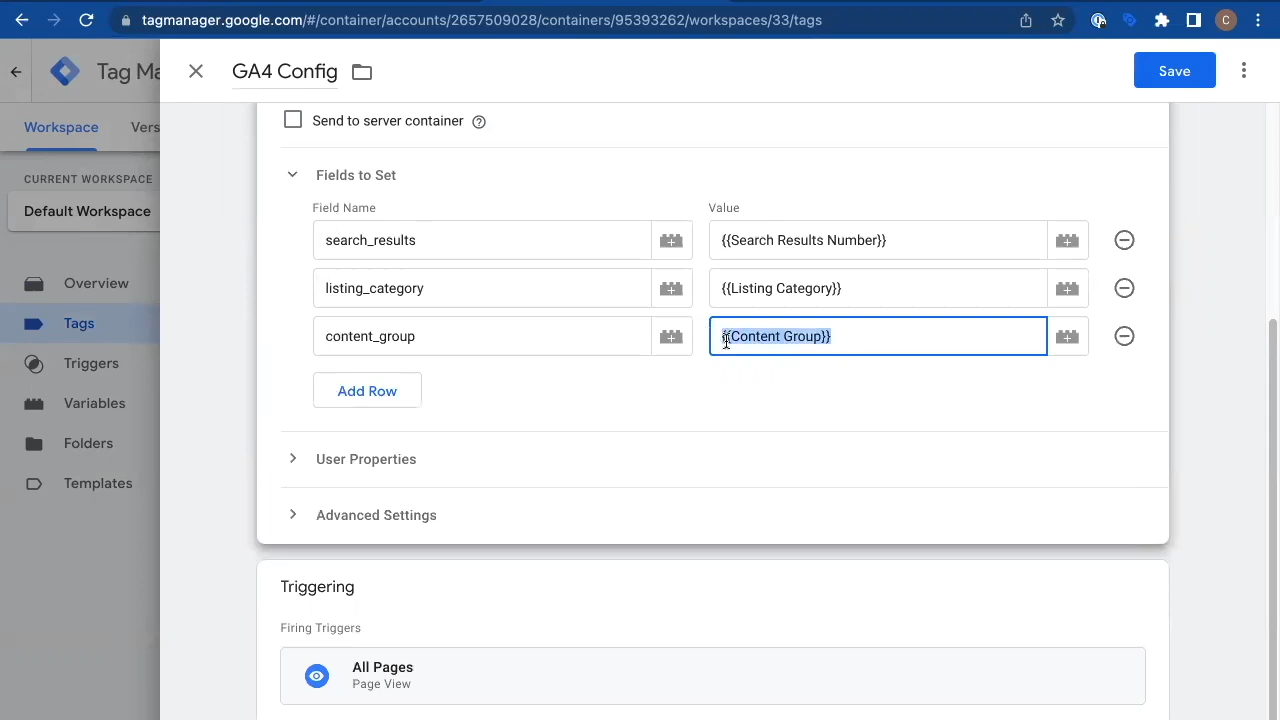 tagmanager.google.com/#/container/accounts/2657509028/containers/95393262/workspaces/33/tags
C
Tag Ma
GA4 Config
Save
Workspace
Vers
Send to server container
CURRENT WORKSPACE
Default Workspace
Fields to Set
Field Name
Value
search_results
{{Search Results Number}}
listing_category
{{Listing Category}}
content_group
{{Content Group}}
Add Row
Overview
Tags
Triggers
Variables
Folders
Templates
User Properties
Advanced Settings
Triggering
Firing Triggers
All Pages
Page View